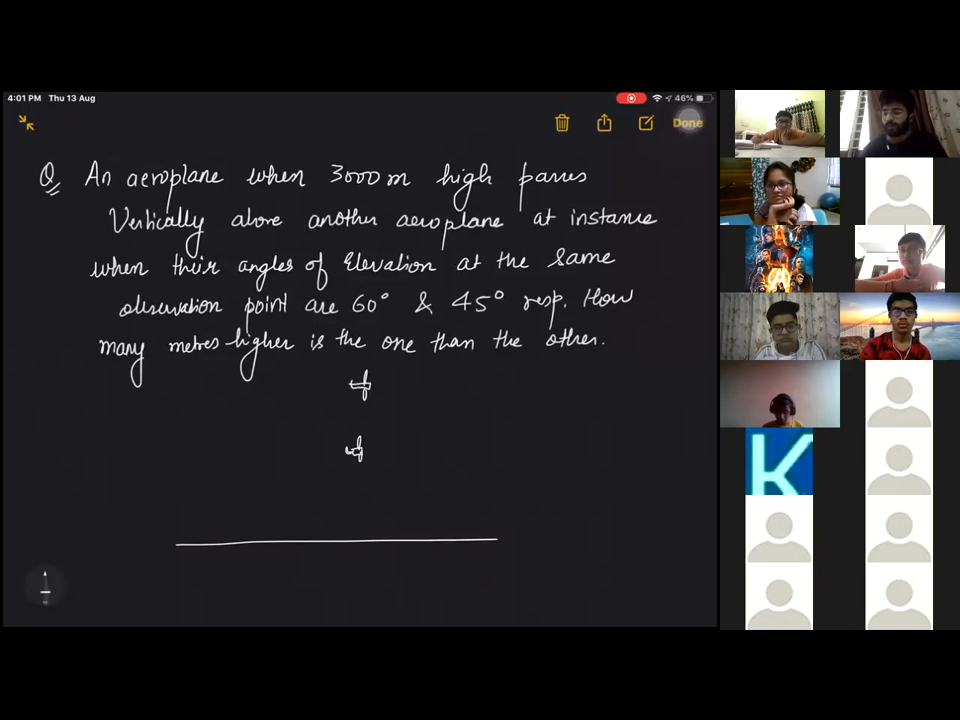 4:01 PM Thu 13 Aug
46%
Done
Q An aeroplane when 3000 m high passes
Vertically above another aeroplane at instance
when their angles of Elevation at the same
observation point are 60° & 45° resp. How
many metres higher is the one than the other.
K